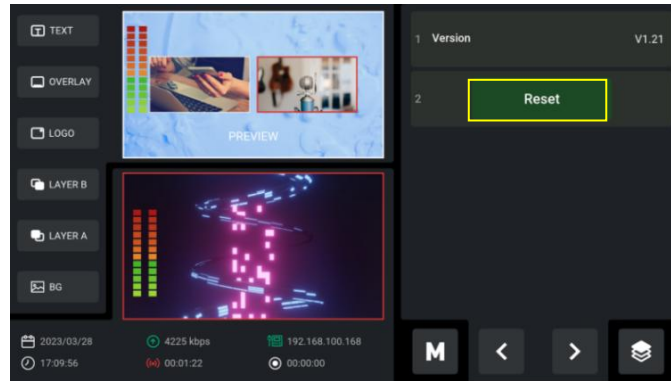 TEXT
OVERLAY
LOGO
LAYER B
LAYER A
BG
PREVIEW
2023/03/28
4225 kbps
192.168.100.168
17:09:56
00:01:22
00:00:00
1 Version V1.21
2 Reset
M